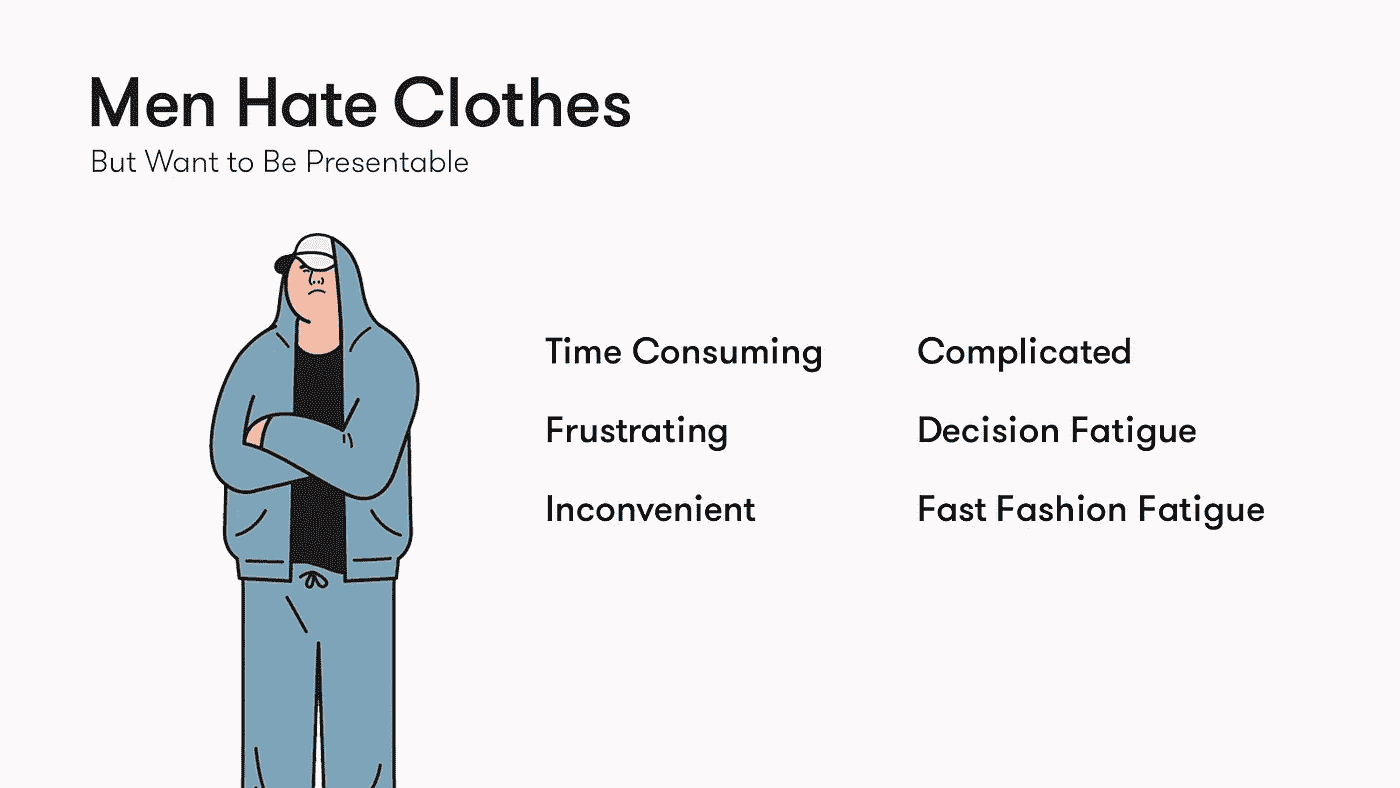 Men Hate Clothes
But Want to Be Presentable
Time Consuming
Complicated
Frustrating
Decision Fatigue
Inconvenient
Fast Fashion Fatigue